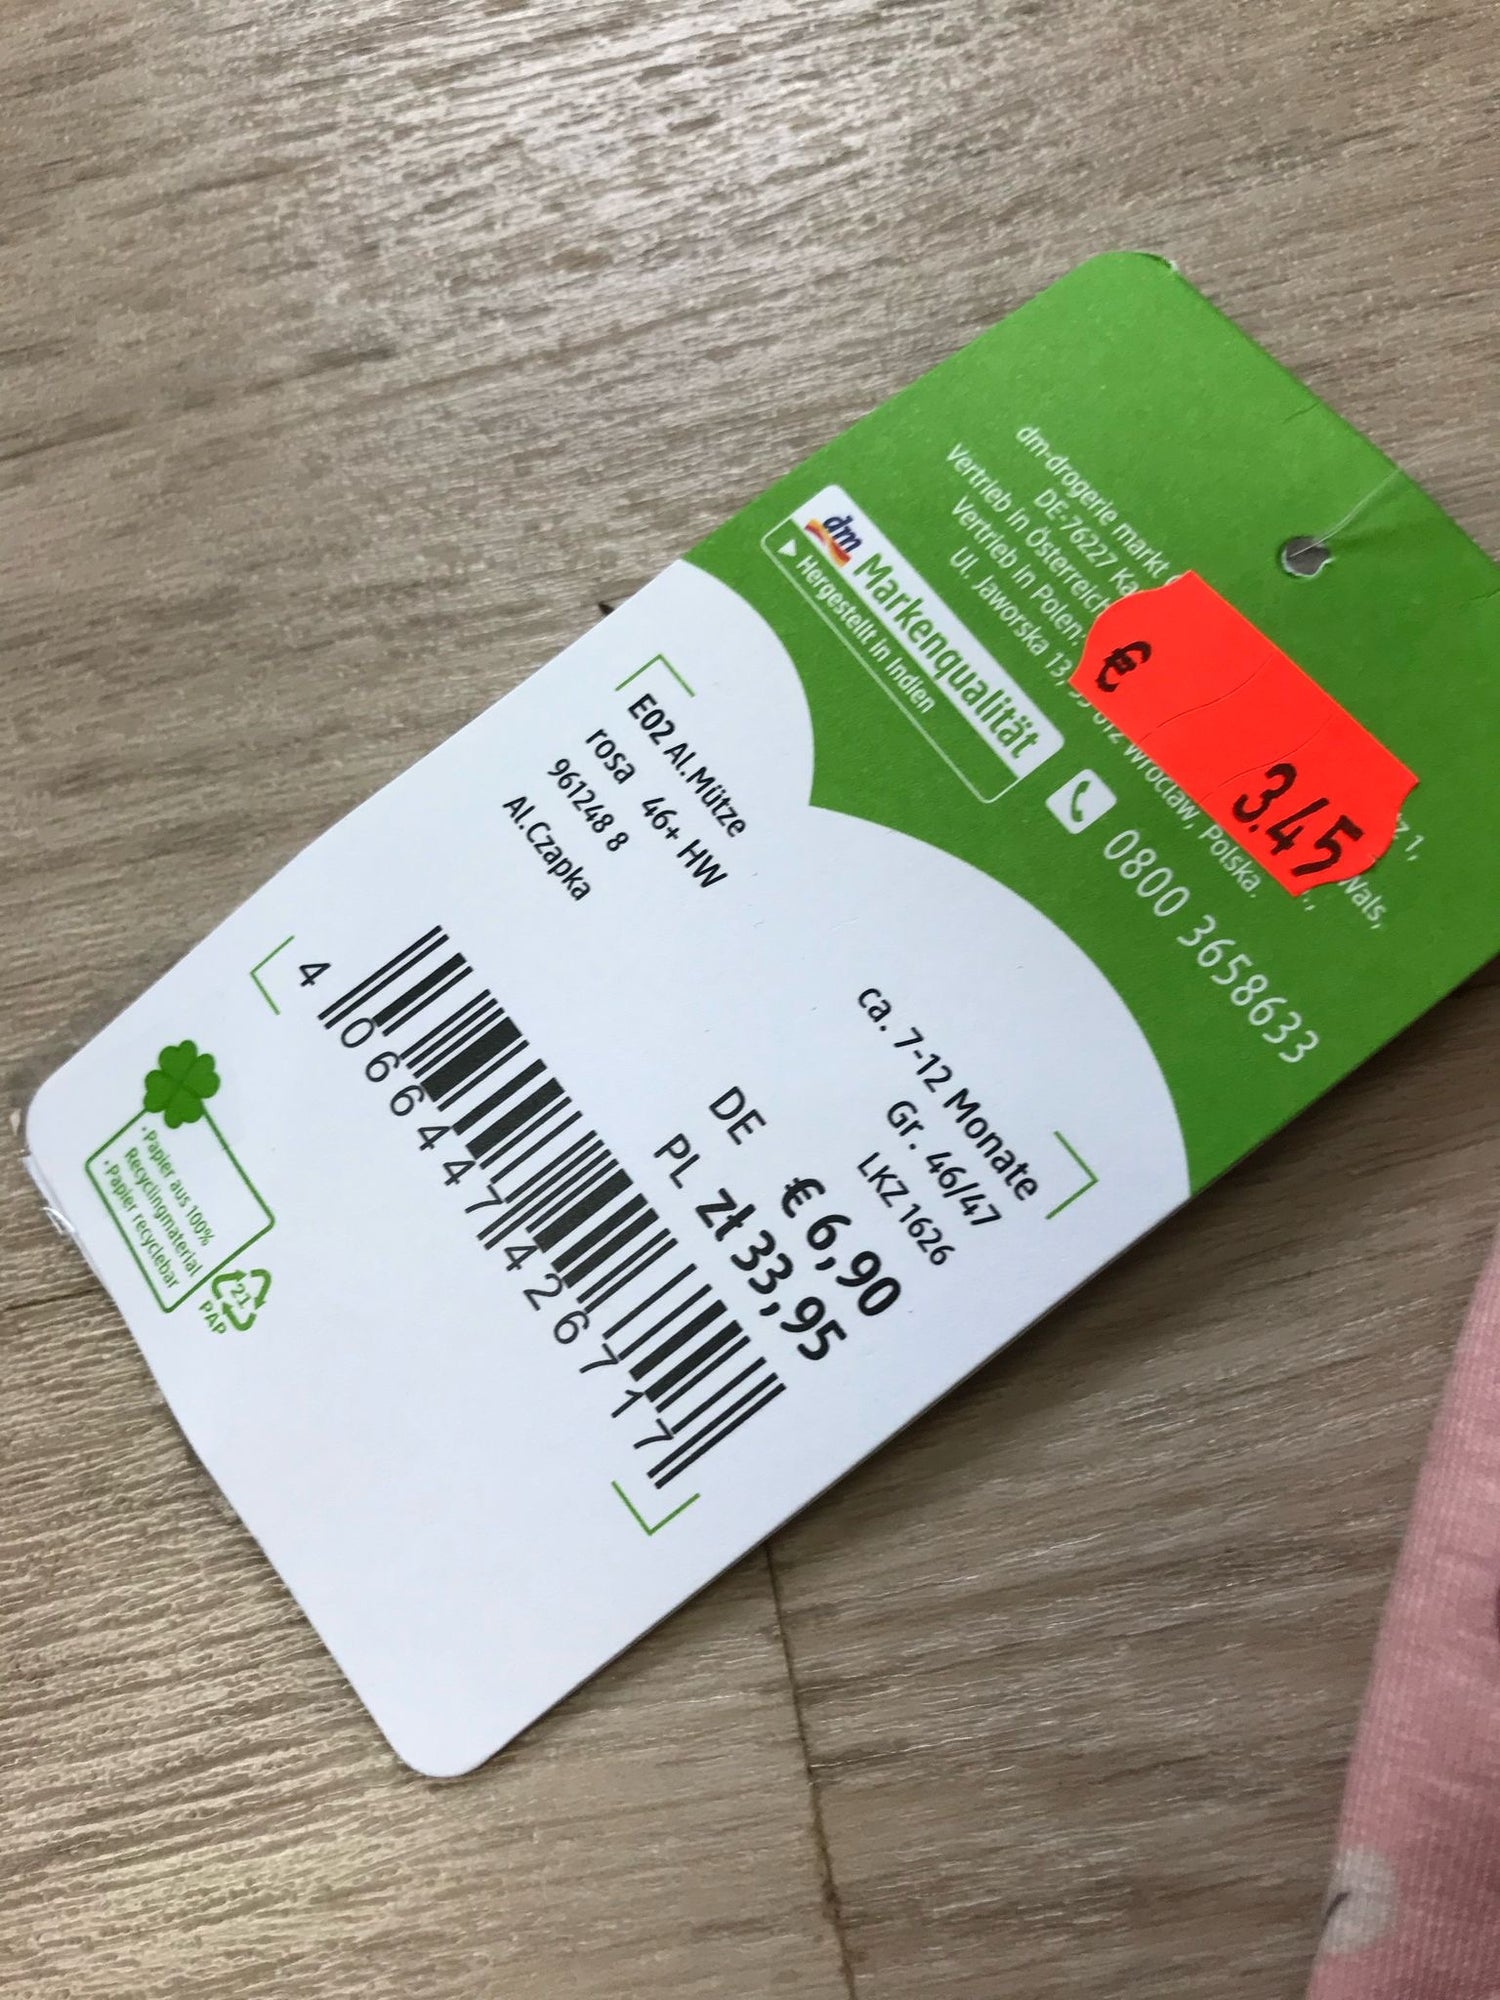 dm-drogerie markt
DE-76227
Vertrieb in Österreich
Vertrieb in Polen:
Ul. Jaworska 13, Wrocław, Polska.
€ 3.45
dm Markenqualität
Hergestellt in Indien
0800 3658633
E02 Al.Mütze
rosa 46+ HW
961248 8
Al.Czapka
ca. 7-12 Monate
Gr. 46/47
LKZ 1626
DE € 6,90
PL zł 33,95
4 066447 426717
•Papier aus 100%
Recyclingmaterial
•Papier recyclebar
21
PAP